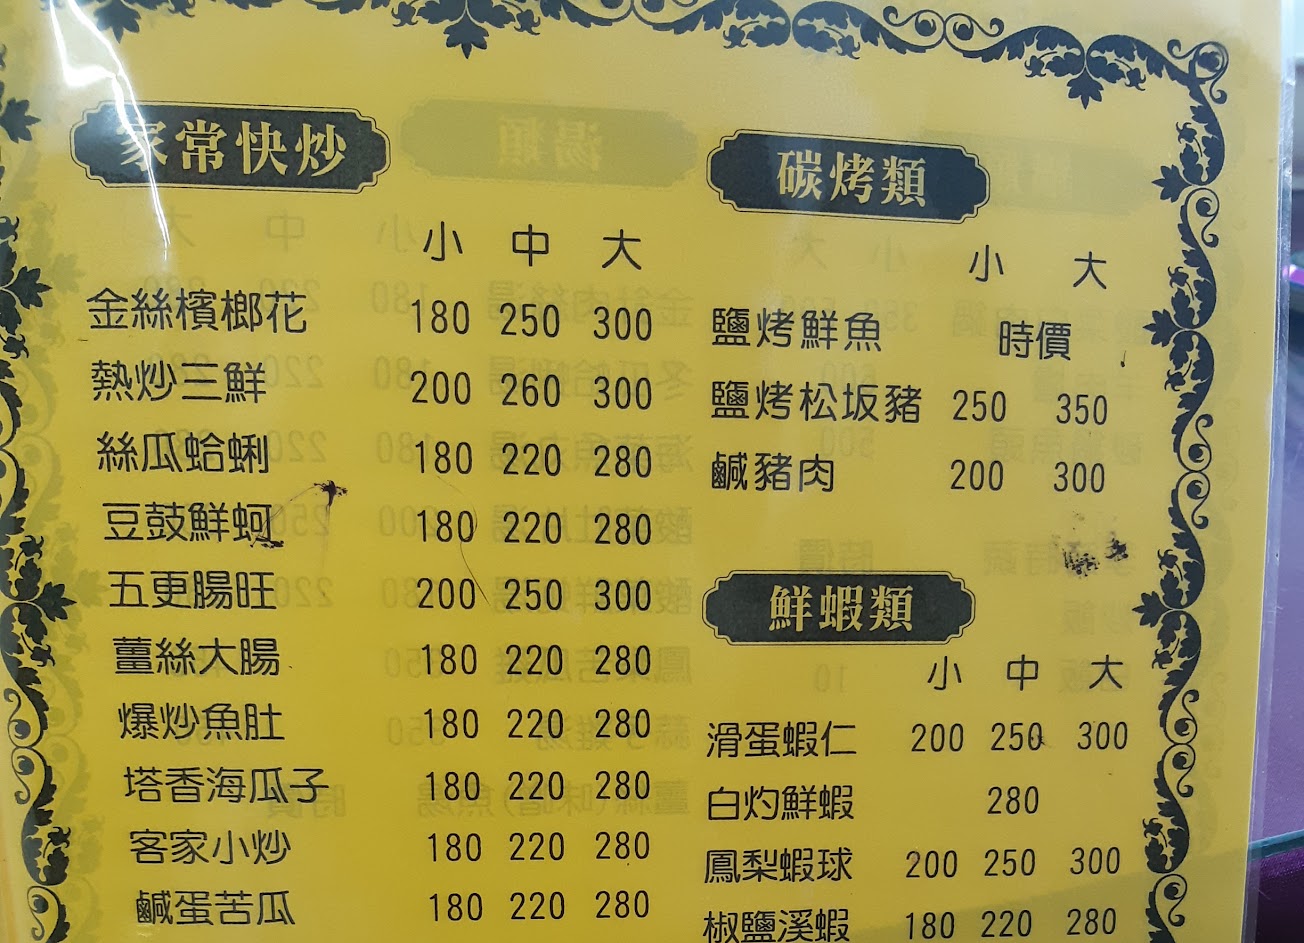 家常快炒
小 中 大
金絲檳榔花 180 250 300
熱炒三鮮 200 260 300
絲瓜蛤蜊 180 220 280
豆鼓鮮蚵 180 220 280
五更腸旺 200 250 300
薑絲大腸 180 220 280
爆炒魚肚 180 220 280
塔香海瓜子 180 220 280
客家小炒 180 220 280
鹹蛋苦瓜 180 220 280
碳烤類
小 大
鹽烤鮮魚 時價
鹽烤松坂豬 250 350
鹹豬肉 200 300
鮮蝦類
小 中 大
滑蛋蝦仁 200 250 300
白灼鮮蝦 280
鳳梨蝦球 200 250 300
椒鹽溪蝦 180 220 280